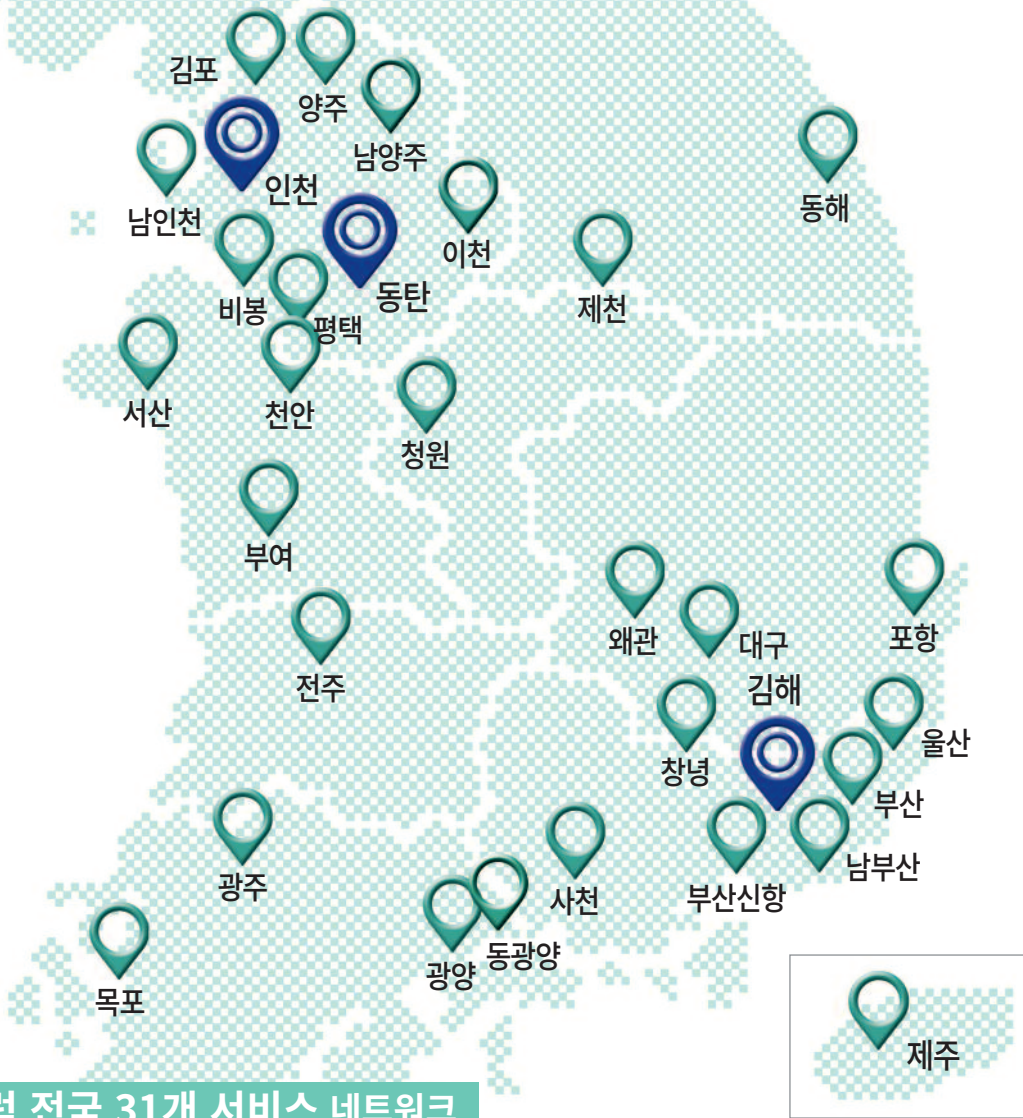 김포
양주
남양주
인천
남인천
동해
이천
비봉
동탄
제천
평택
서산
천안
청원
부여
왜관
대구
포항
전주
김해
창녕
울산
부산
남부산
광주
사천
부산신항
광양
동광양
목포
제주
전국 31개 서비스 네트워크